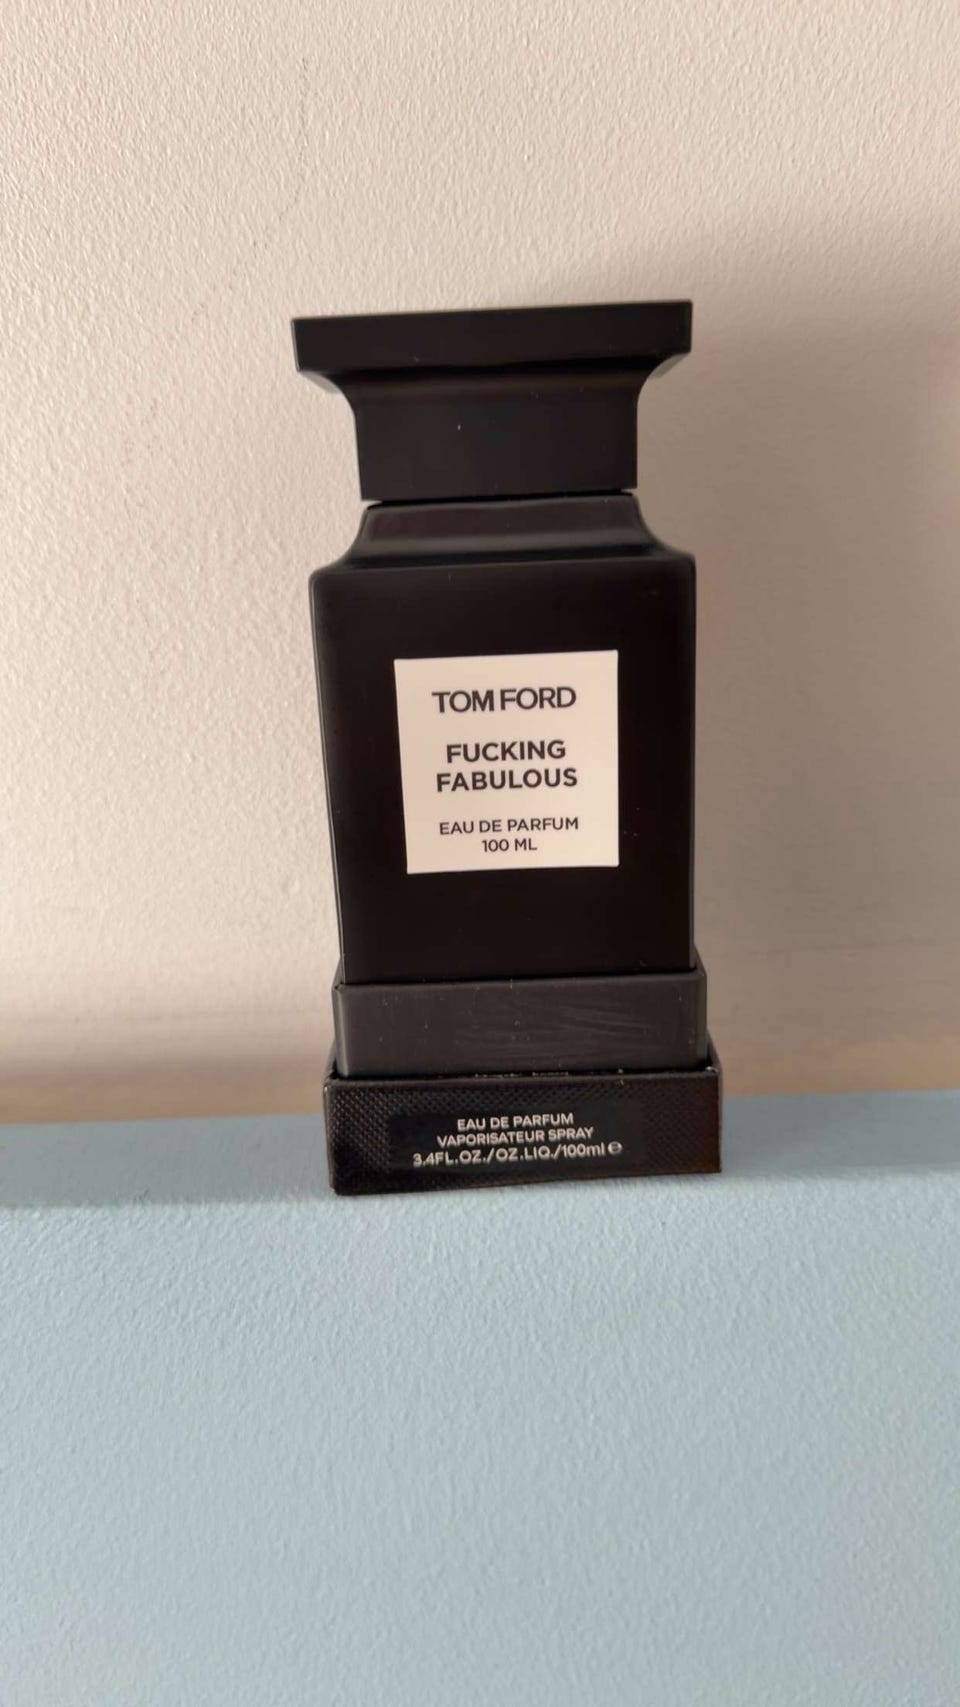 TOM FORD
FUCKING
FABULOUS
EAU DE PARFUM
100 ML
EAU DE PARFUM
VAPORISATEUR SPRAY
3.4FL.OZ./OZ.LIQ./100ml ℮